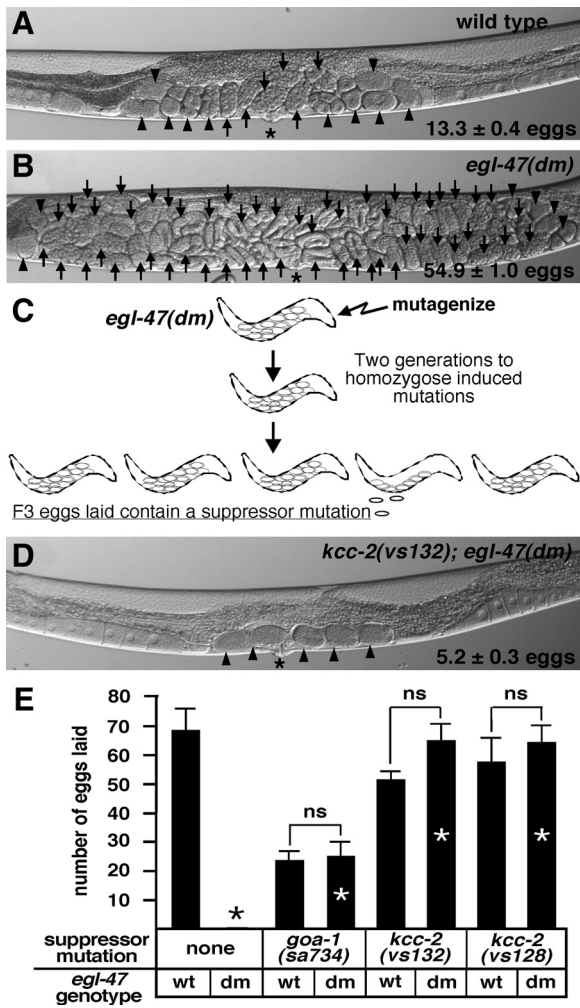 A
wild type
*
13.3 ± 0.4 eggs
B
egl-47(dm)
*
54.9 ± 1.0 eggs
C
egl-47(dm)
mutagenize
Two generations to
homozygose induced
mutations
F3 eggs laid contain a suppressor mutation
D
kcc-2(vs132); egl-47(dm)
*
5.2 ± 0.3 eggs
E
number of eggs laid
80
70
60
50
40
30
20
10
*
ns
*
ns
*
ns
*
suppressor
mutation
none
goa-1
(sa734)
kcc-2
(vs132)
kcc-2
(vs128)
egl-47
genotype
wt dm wt dm wt dm wt dm